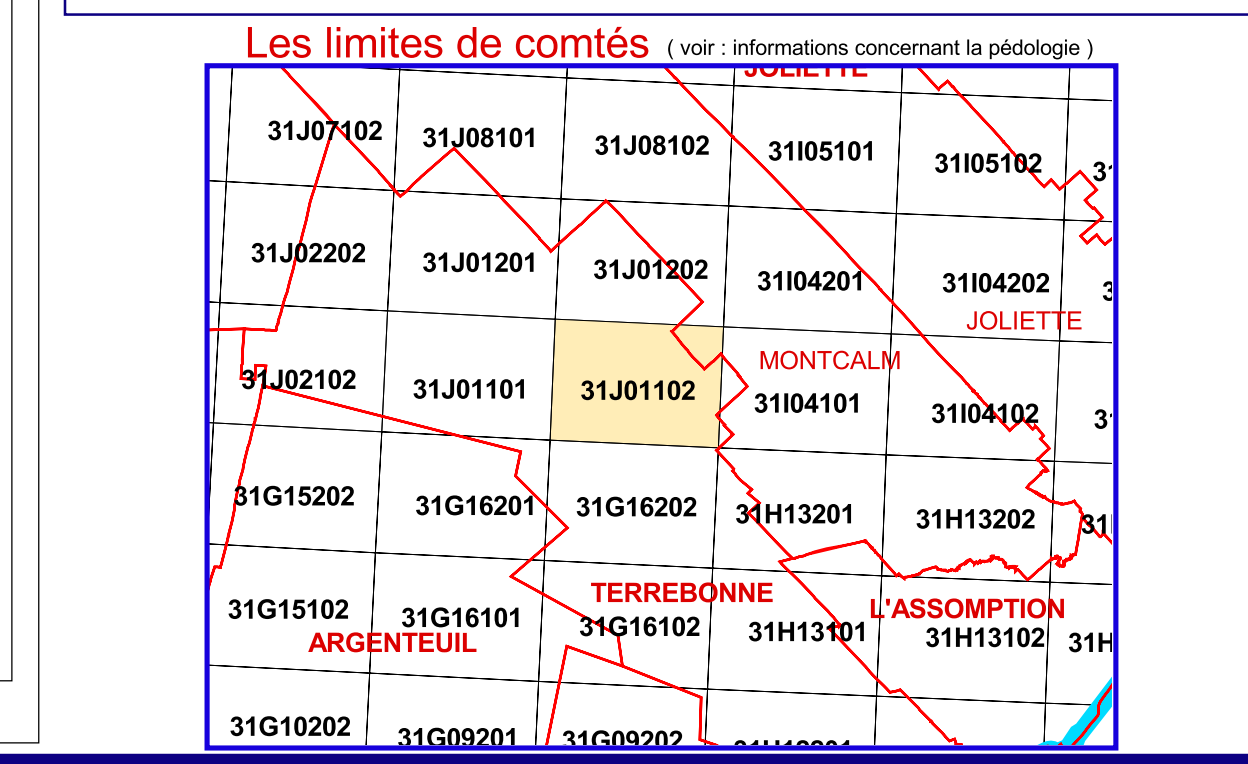 Les limites de comtés ( voir : informations concernant la pédologie )
JOLIETTE
31J07102 31J08101 31J08102 31I05101 31I05102
31J02202 31J01201 31J01202 31I04201 31I04202
JOLIETTE
MONTCALM
31J02102 31J01101 31J01102 31I04101 31I04102
31G15202 31G16201 31G16202 31H13201 31H13202
TERREBONNE
L'ASSOMPTION
31G15102 31G16101 31G16102 31H13101 31H13102 31H
ARGENTEUIL
31G10202 31G09201 31G09202